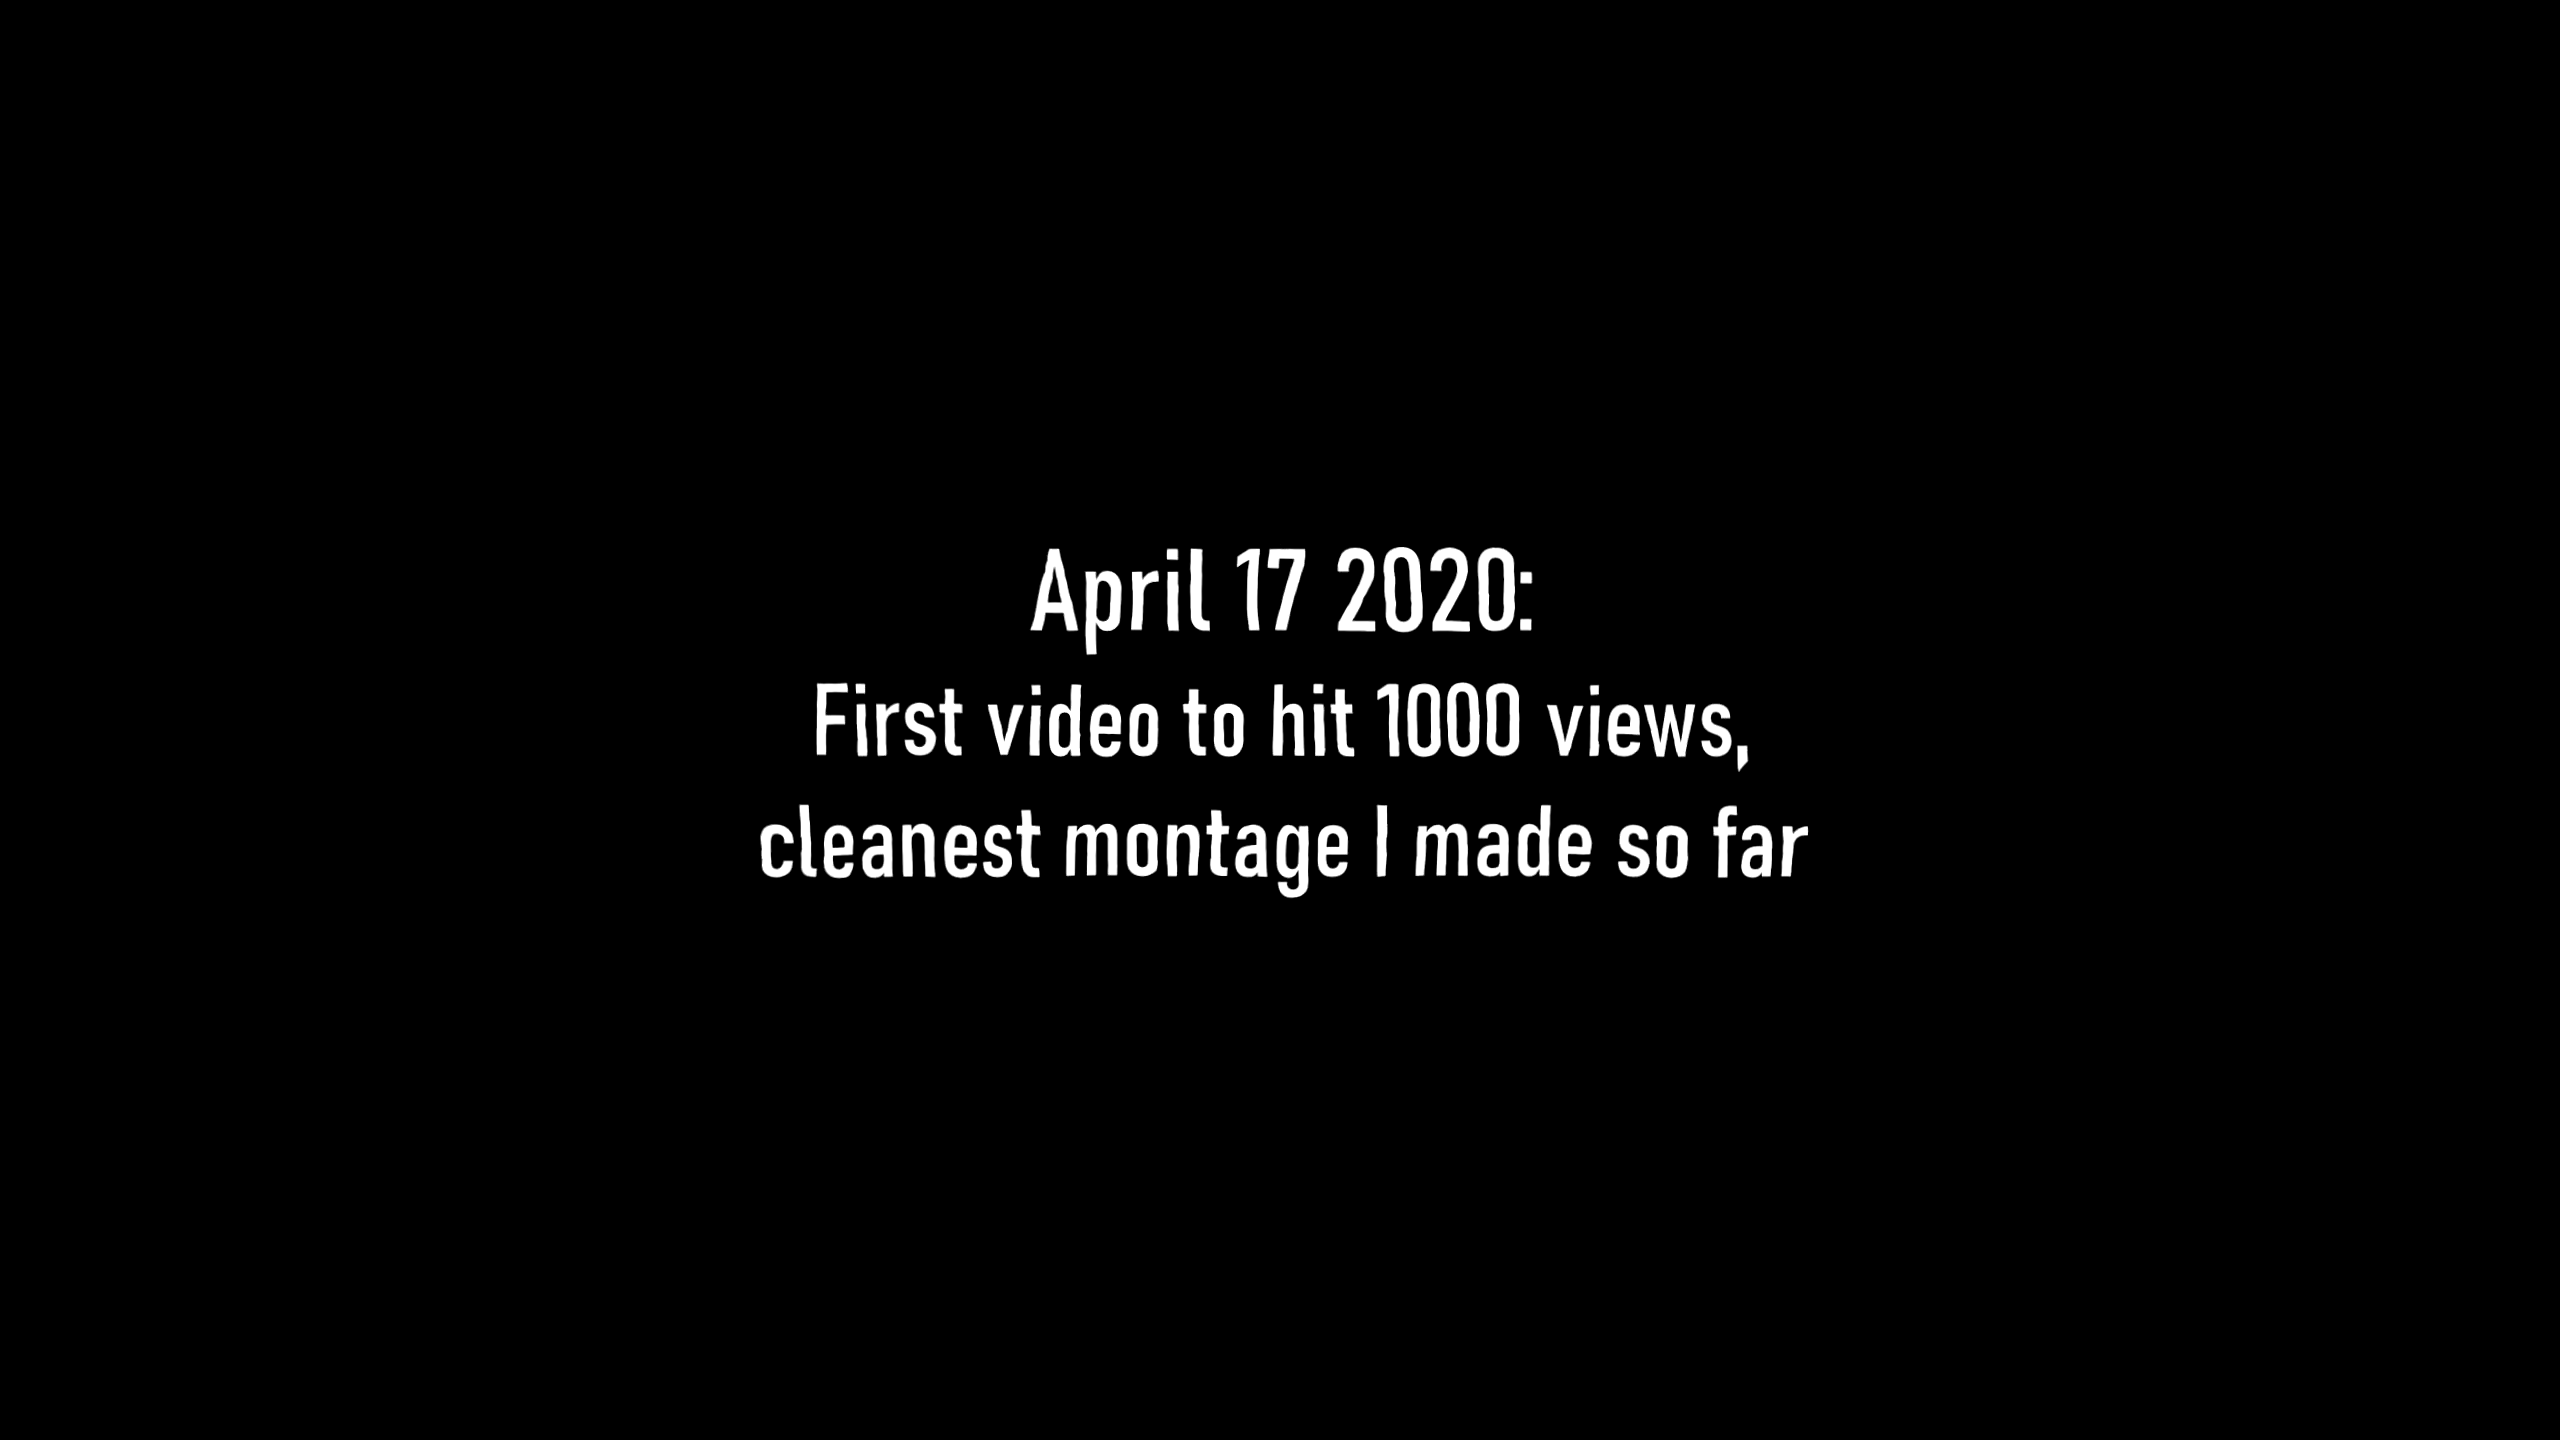 April 17 2020:
First video to hit 1000 views,
cleanest montage I made so far